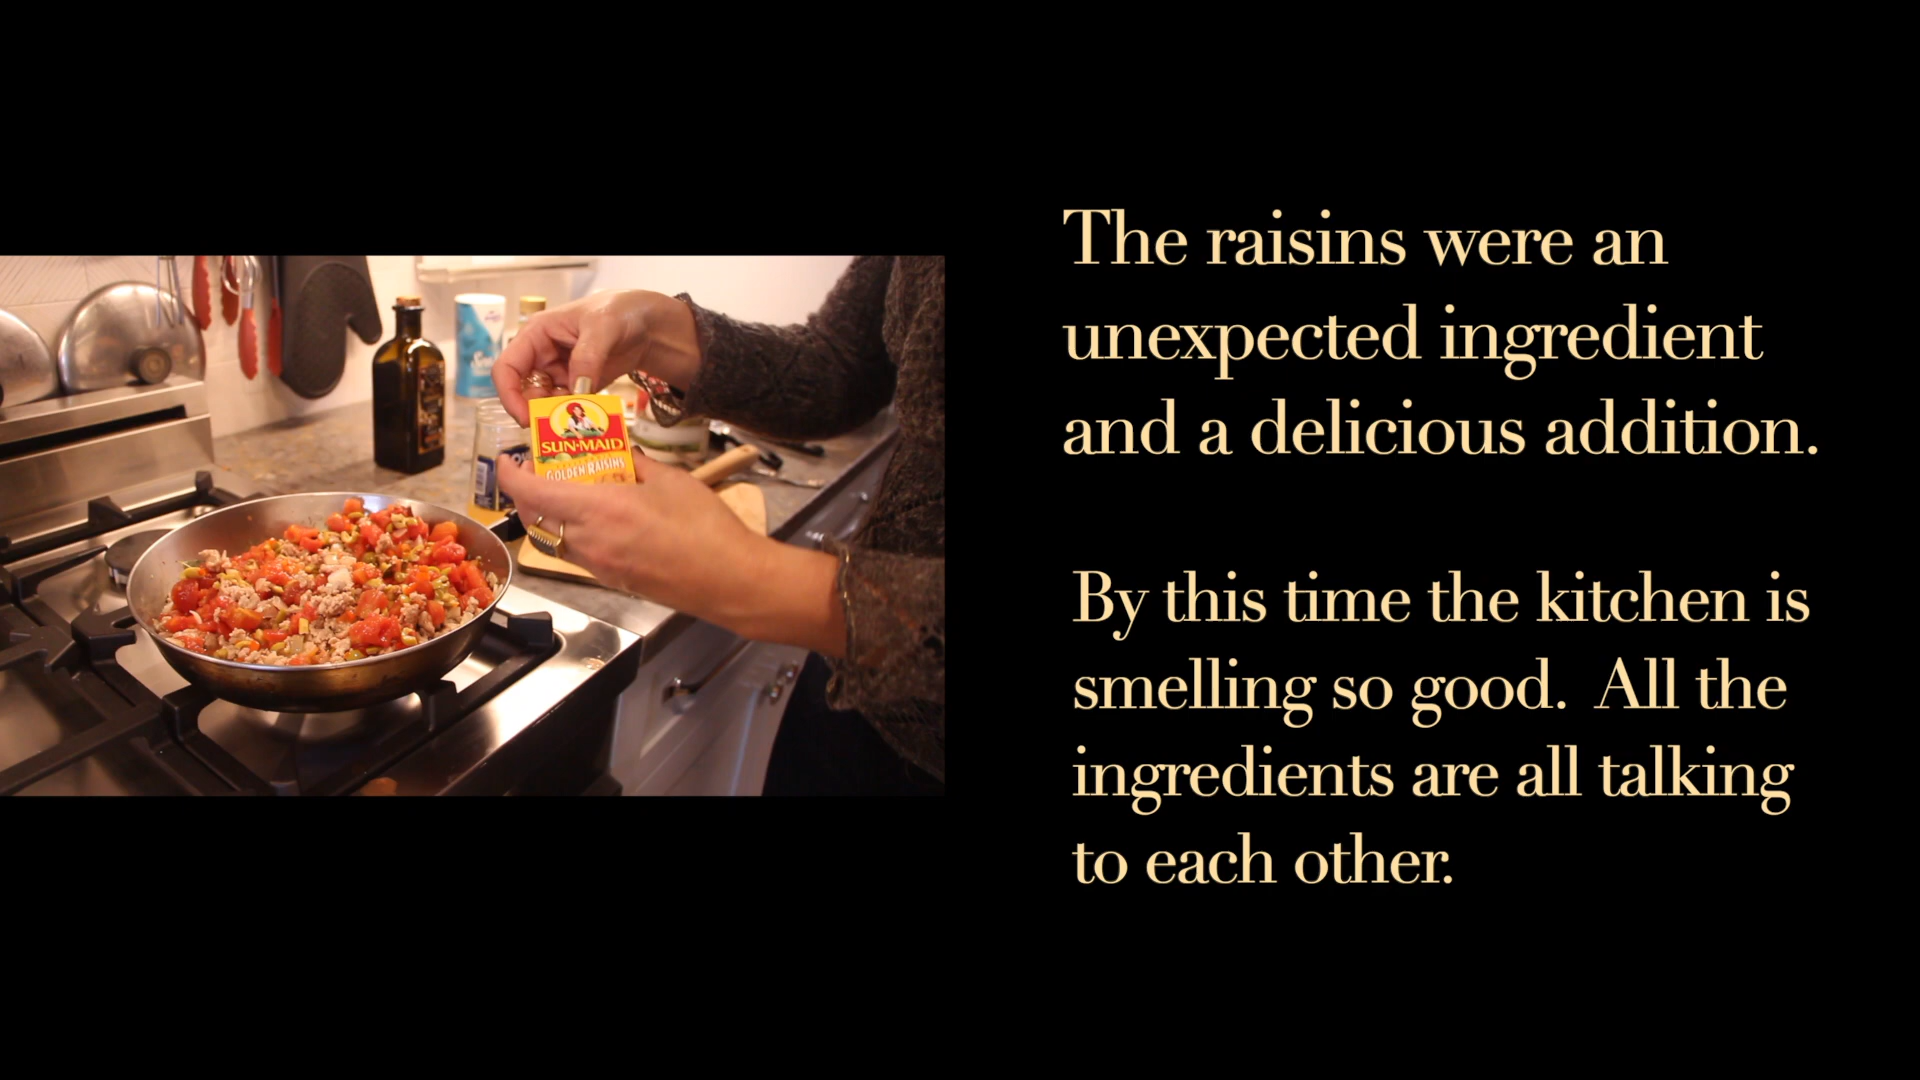 SUN-MAID
GOLDEN RAISINS
The raisins were an
unexpected ingredient
and a delicious addition.
By this time the kitchen is
smelling so good.  All the
ingredients are all talking
to each other.